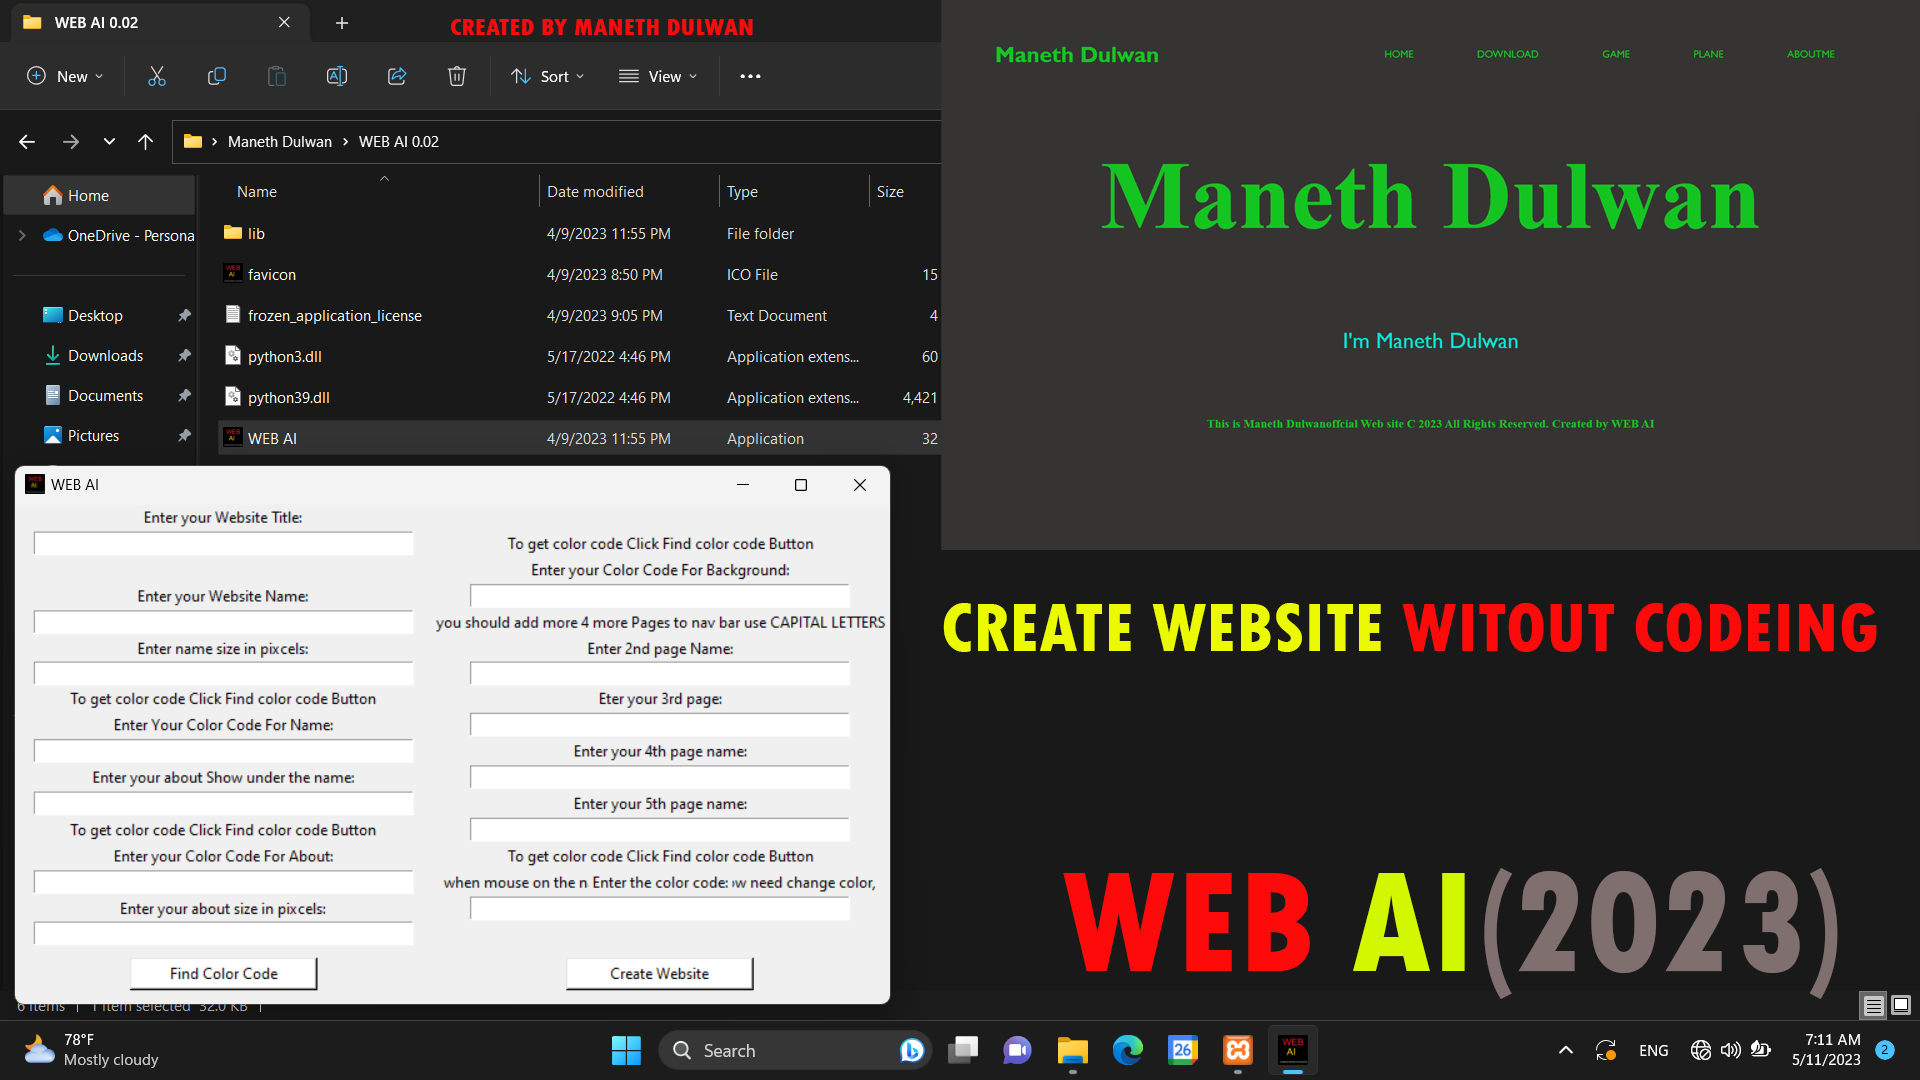 WEB AI 0.02
CREATED BY MANETH DULWAN
New
Sort
View
Maneth Dulwan
WEB AI 0.02
Name
Date modified
Type
Size
Home
OneDrive - Persona
Desktop
Downloads
Documents
Pictures
lib 4/9/2023 11:55 PM File folder
favicon 4/9/2023 8:50 PM ICO File 15
frozen_application_license 4/9/2023 9:05 PM Text Document 4
python3.dll 5/17/2022 4:46 PM Application extens... 60
python39.dll 5/17/2022 4:46 PM Application extens... 4,421
WEB AI 4/9/2023 11:55 PM Application 32
Maneth Dulwan
HOME
DOWNLOAD
GAME
PLANE
ABOUTME
Maneth Dulwan
I'm Maneth Dulwan
This is Maneth Dulwanoffcial Web site C 2023 All Rights Reserved. Created by WEB AI
WEB AI
Enter your Website Title:
Enter your Website Name:
Enter name size in pixcels:
To get color code Click Find color code Button
Enter Your Color Code For Name:
Enter your about Show under the name:
To get color code Click Find color code Button
Enter your Color Code For About:
Enter your about size in pixcels:
Find Color Code
To get color code Click Find color code Button
Enter your Color Code For Background:
you should add more 4 more Pages to nav bar use CAPITAL LETTERS
Enter 2nd page Name:
Eter your 3rd page:
Enter your 4th page name:
Enter your 5th page name:
To get color code Click Find color code Button
when mouse on the n Enter the color code: ow need change color,
Create Website
6 items
1 item selected 32.0 KB
CREATE WEBSITE WITOUT CODEING
WEB AI(2023)
78°F
Mostly cloudy
Search
26
WEB
AI
ENG
7:11 AM
5/11/2023
2